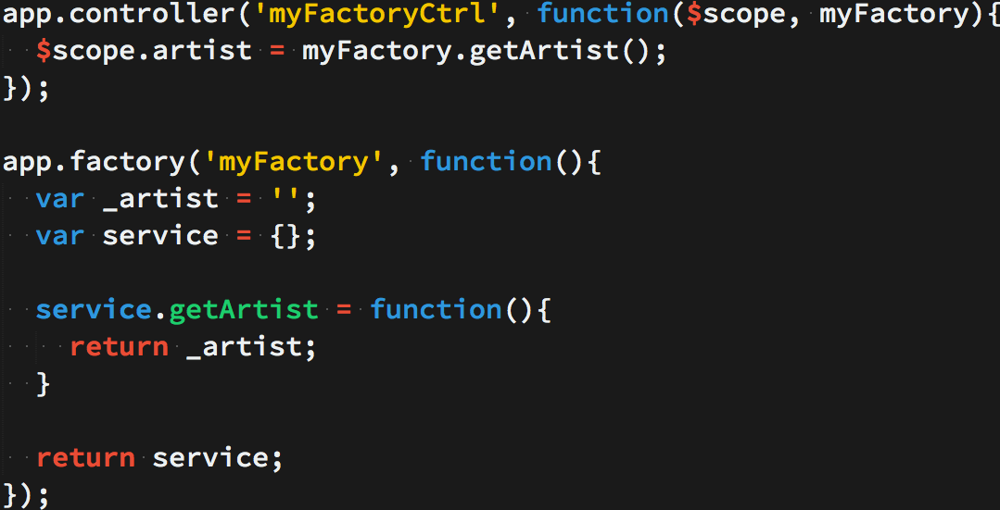 app.controller('myFactoryCtrl', function($scope, myFactory){
  $scope.artist = myFactory.getArtist();
});

app.factory('myFactory', function(){
  var _artist = '';
  var service = {};

  service.getArtist = function(){
    return _artist;
  }

  return service;
});